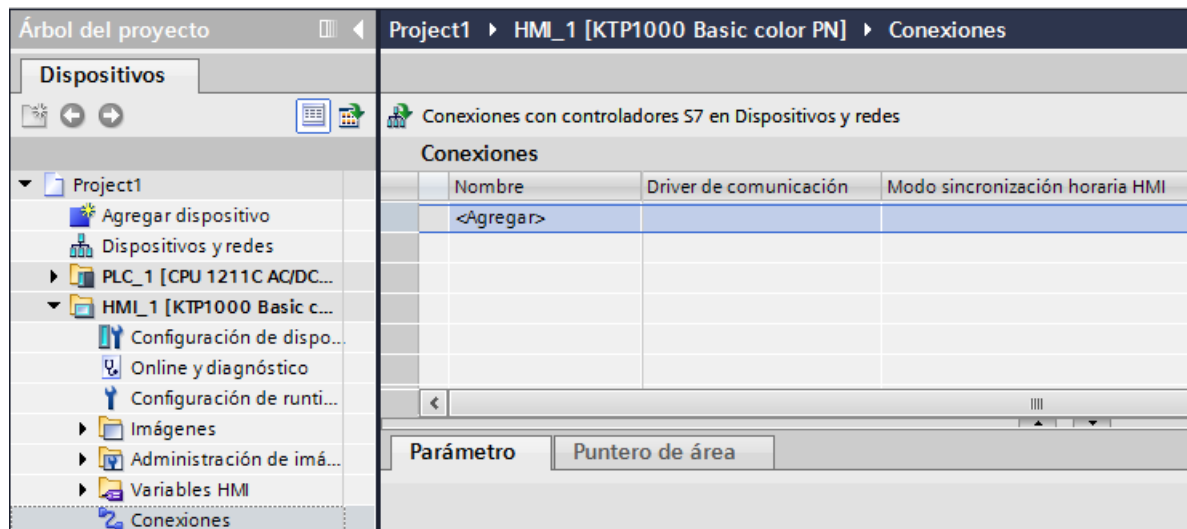 Árbol del proyecto
Project1 ▸ HMI_1 [KTP1000 Basic color PN] ▸ Conexiones
Dispositivos
Conexiones con controladores S7 en Dispositivos y redes
Conexiones
Nombre Driver de comunicación Modo sincronización horaria HMI
<Agregar>
Project1
Agregar dispositivo
Dispositivos y redes
PLC_1 [CPU 1211C AC/DC...
HMI_1 [KTP1000 Basic c...
Configuración de dispo...
Online y diagnóstico
Configuración de runti...
Imágenes
Administración de imá...
Variables HMI
Conexiones
Parámetro Puntero de área